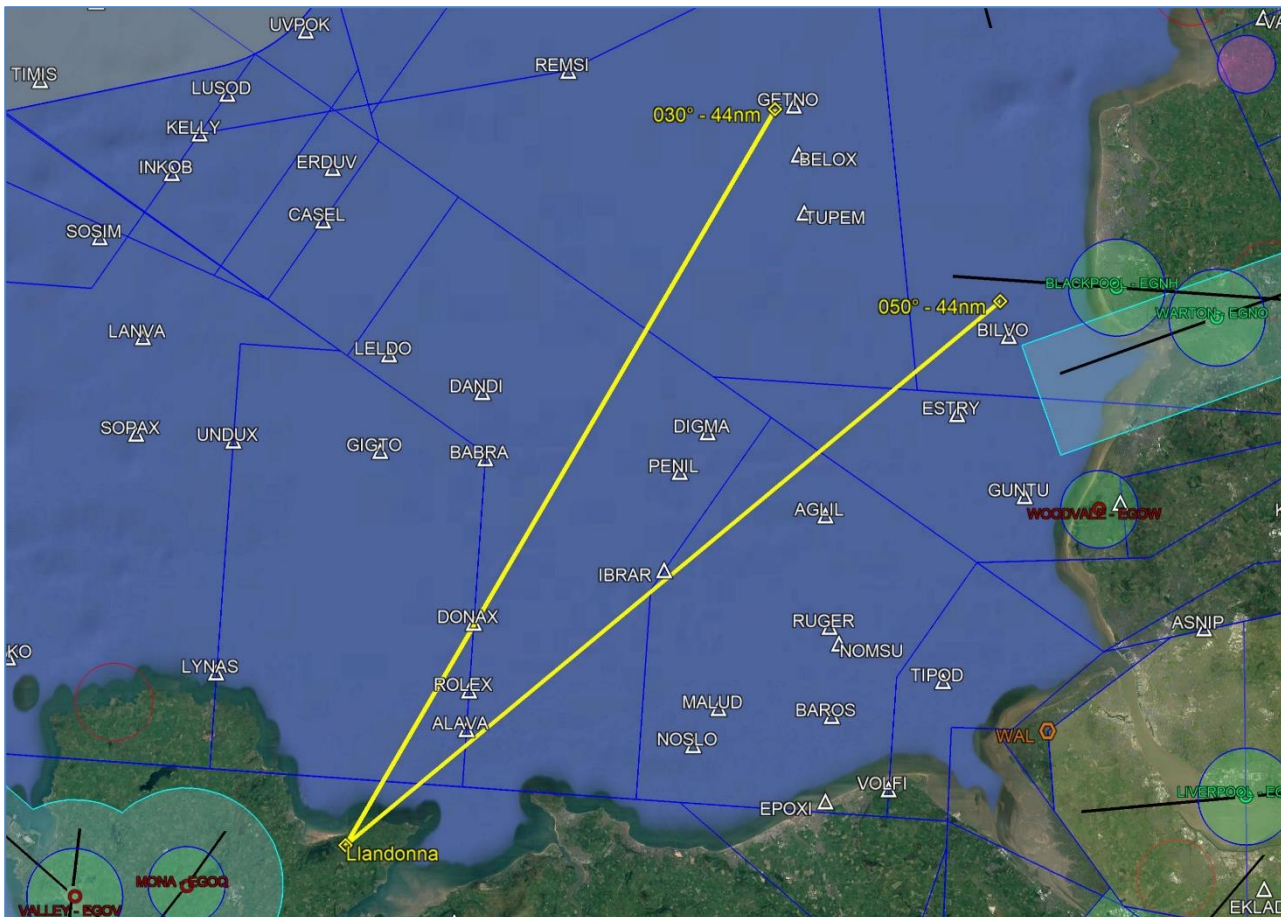 UVPOK
TIMIS
LUSOD
REMSI
030° - 44nm
GETNO
KELLY
INKOB
ERDUV
BELOX
CASEL
TUPEM
SOSIM
BLACKPOOL - EGNH
050° - 44nm
WARTON - EGNO
LANVA
BILVO
LELDO
DANDI
ESTRY
SOPAX
UNDUX
GIGTO
BABRA
DIGMA
PENIL
GUNTU
AGLIL
WOODVALE - EGOW
IBRAR
DONAX
RUGER
ASNIP
NOMSU
KO
LYNAS
ROLEX
TIPOD
MALUD
BAROS
ALAVA
NOSLO
WAL
VOLFI
LIVERPOOL - EG
EPOXI
Llandonna
MONA - EGOQ
VALLEY - EGOV
EKLAD